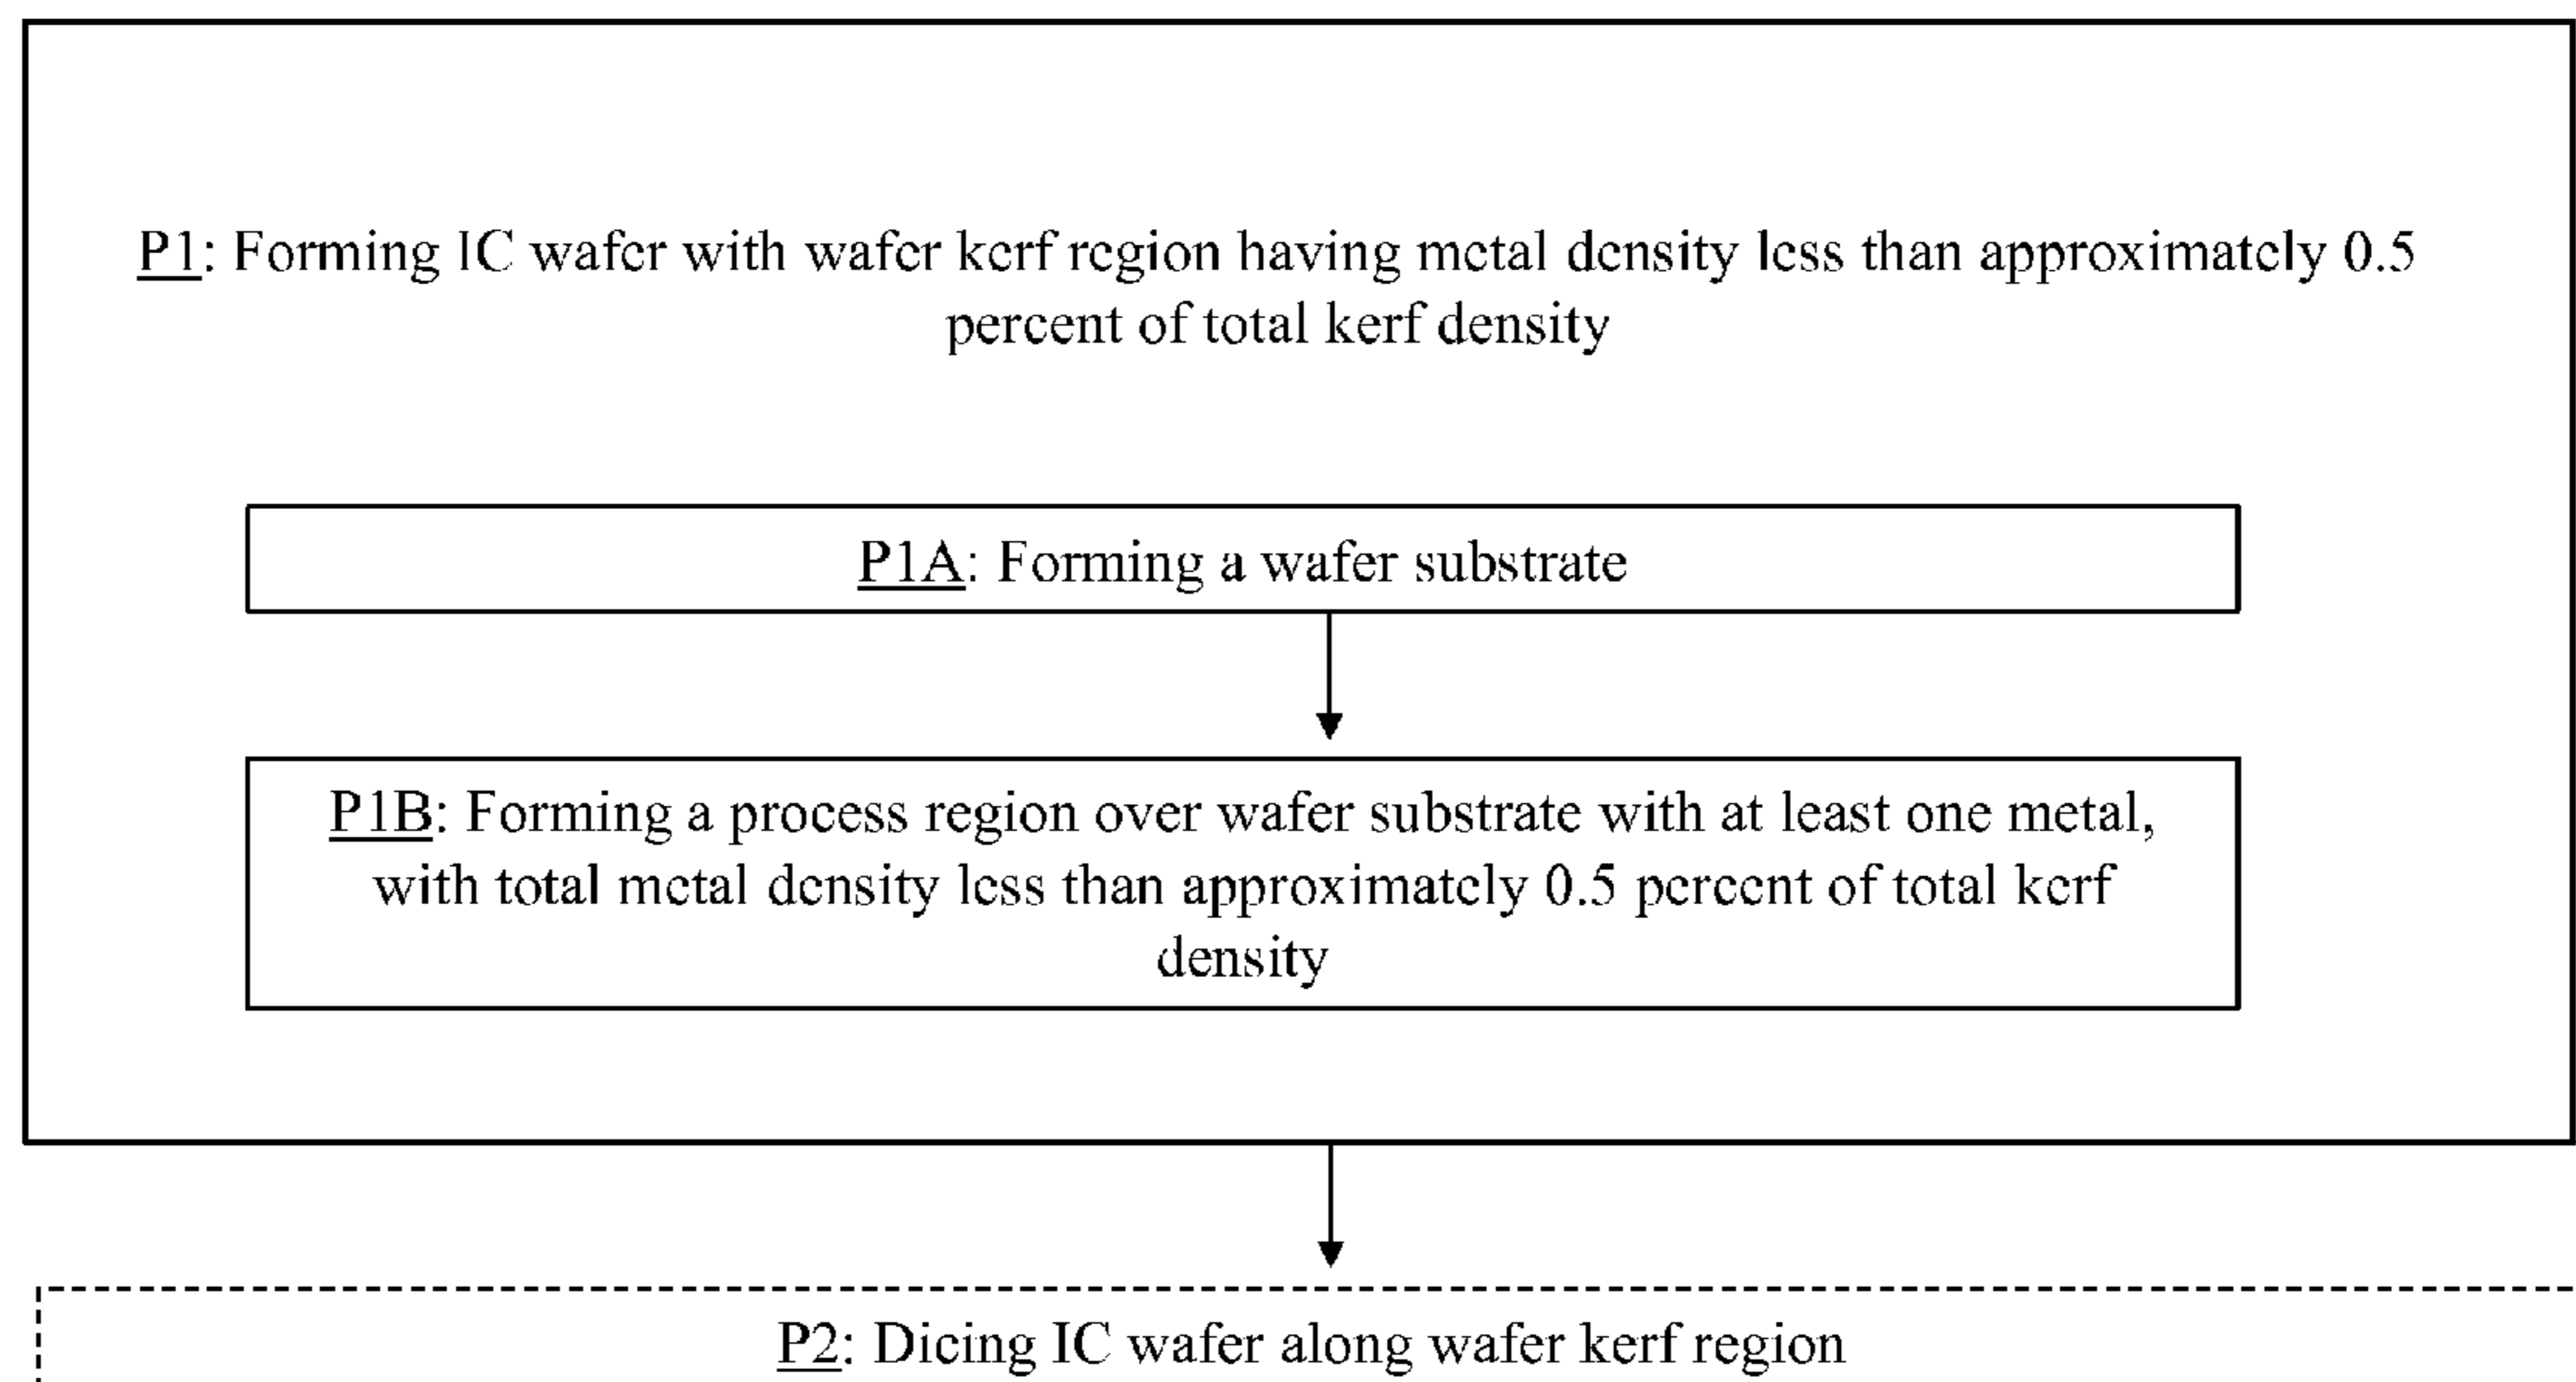 P1: Forming IC wafer with wafer kerf region having metal density less than approximately 0.5
percent of total kerf density
P1A: Forming a wafer substrate
P1B: Forming a process region over wafer substrate with at least one metal,
with total metal density less than approximately 0.5 percent of total kerf
density
P2: Dicing IC wafer along wafer kerf region